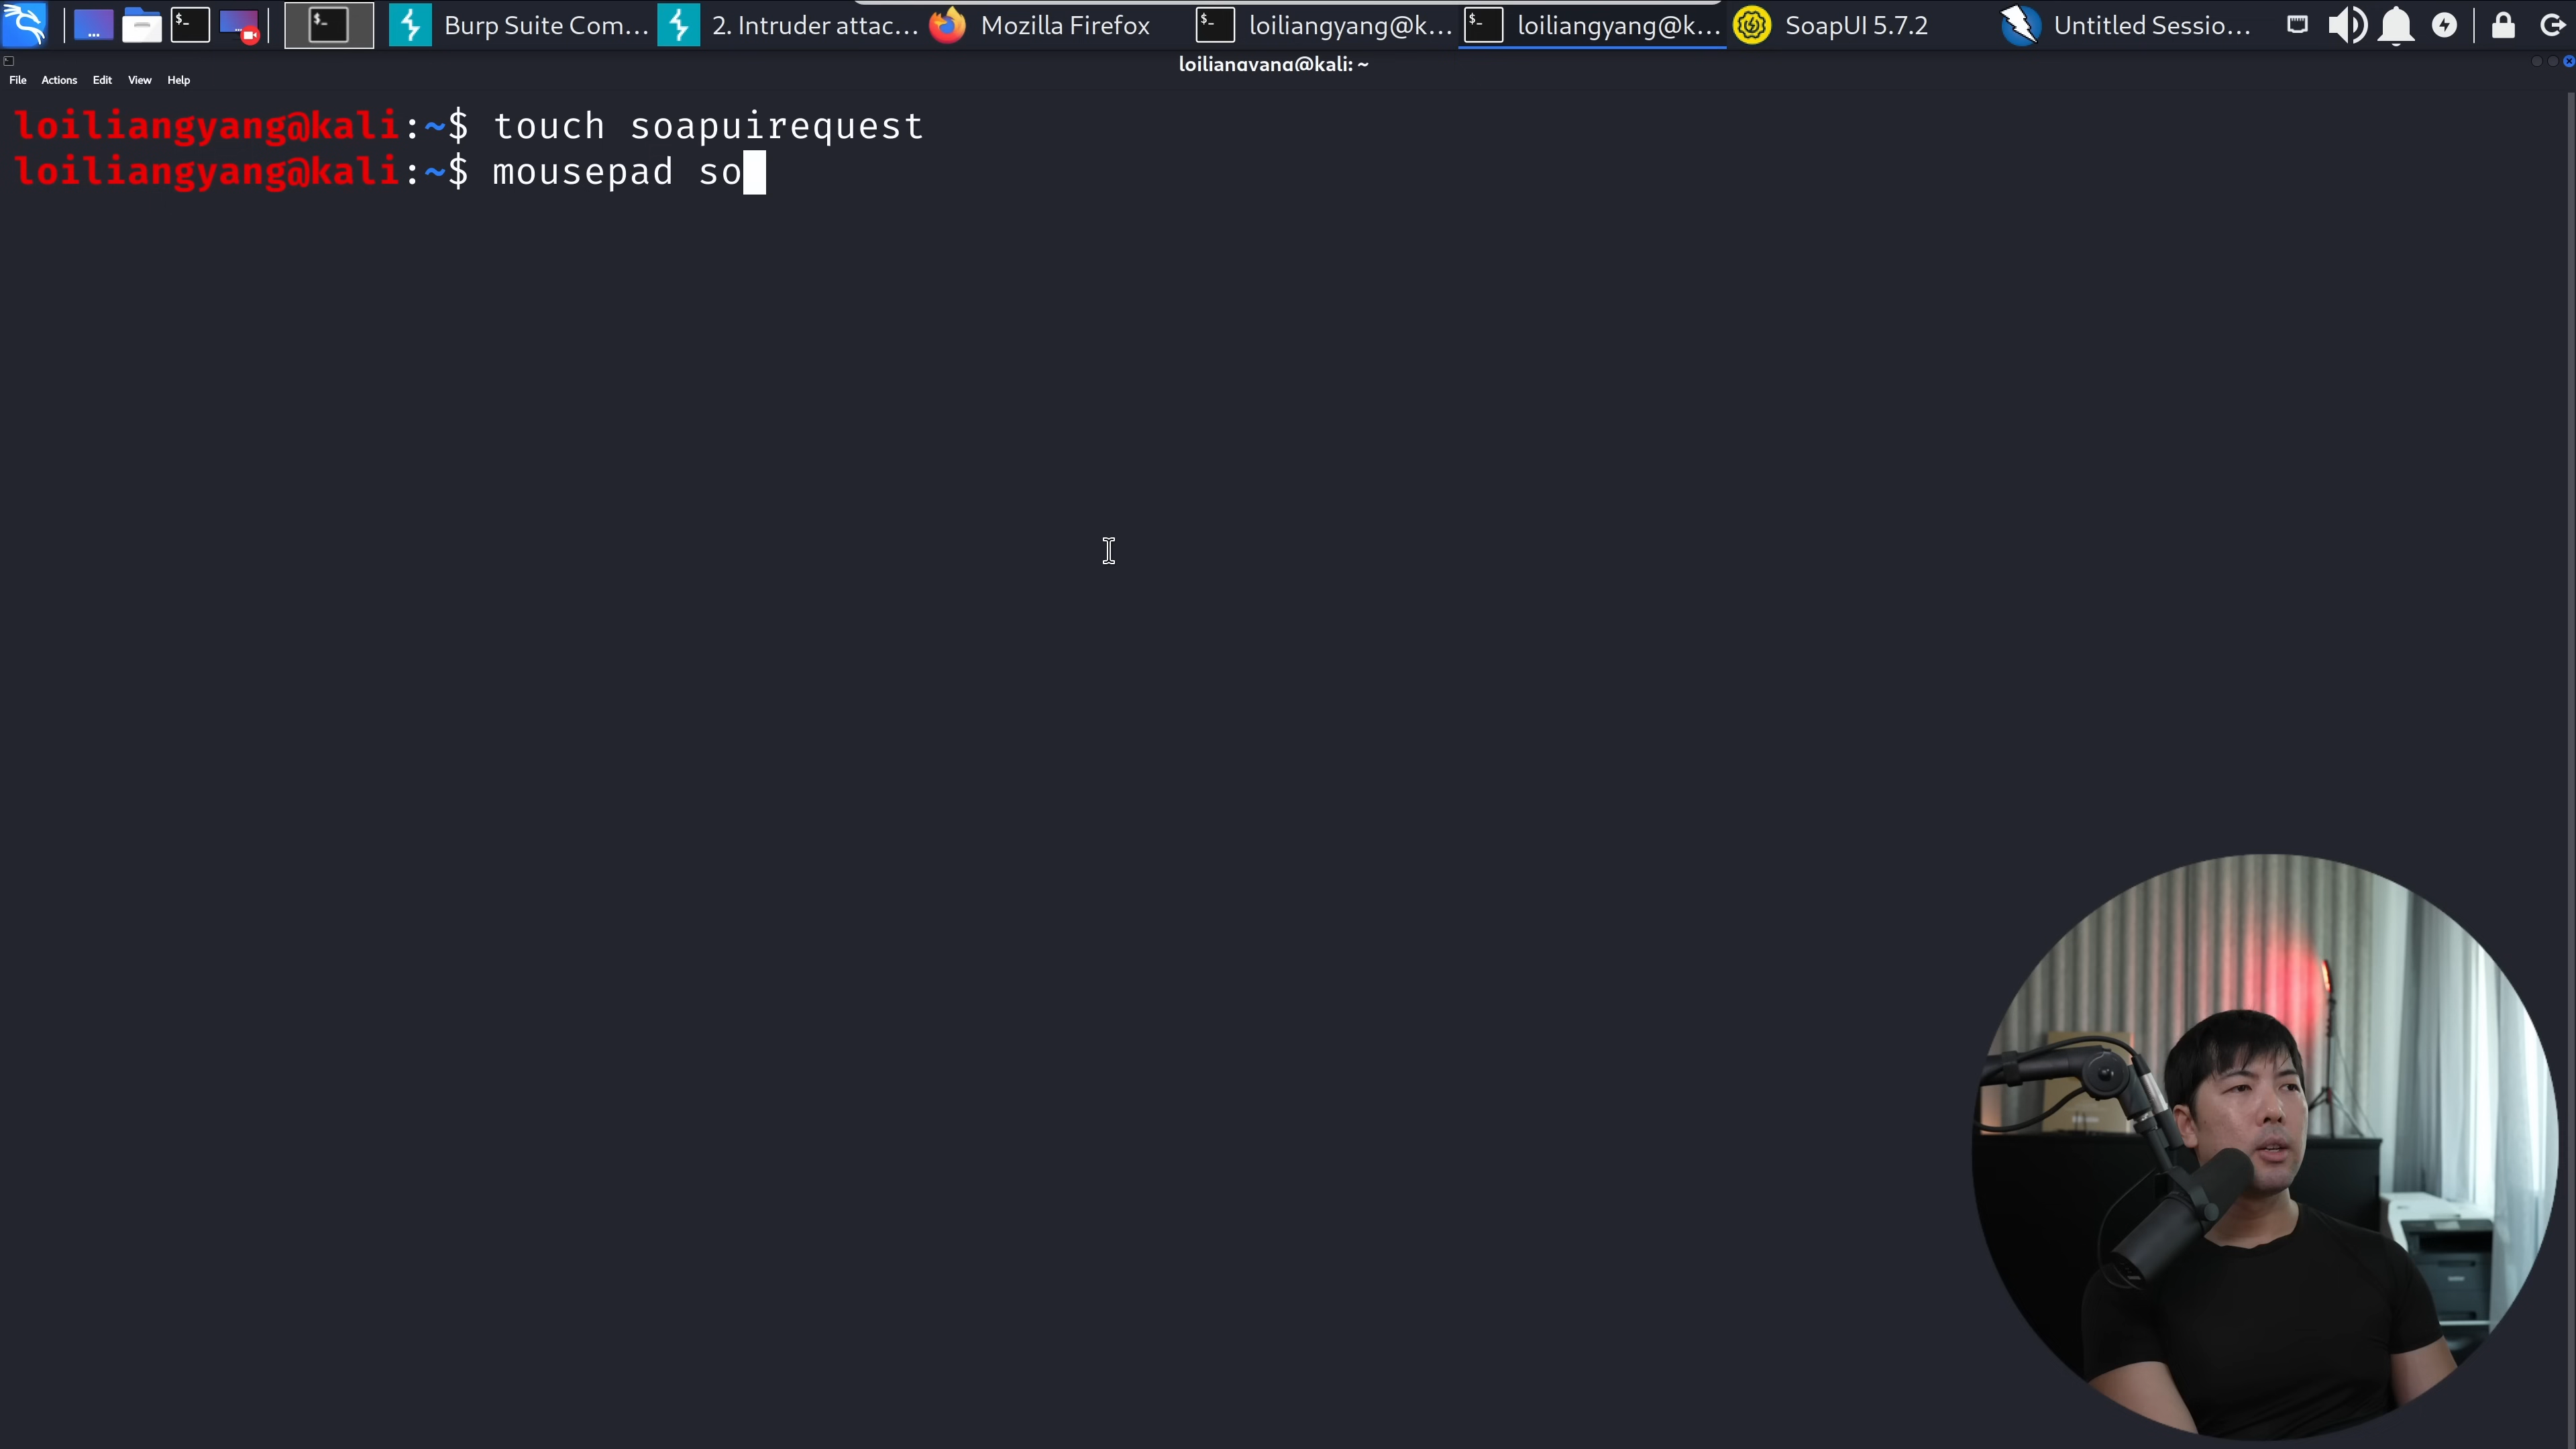 Burp Suite Com...
2. Intruder attac...
Mozilla Firefox
loiliangyang@k...
loiliangyang@k...
SoapUI 5.7.2
Untitled Sessio...
loiliangyang@kali: ~
File Actions Edit View Help
loiliangyang@kali:~$ touch soapuirequest
loiliangyang@kali:~$ mousepad so